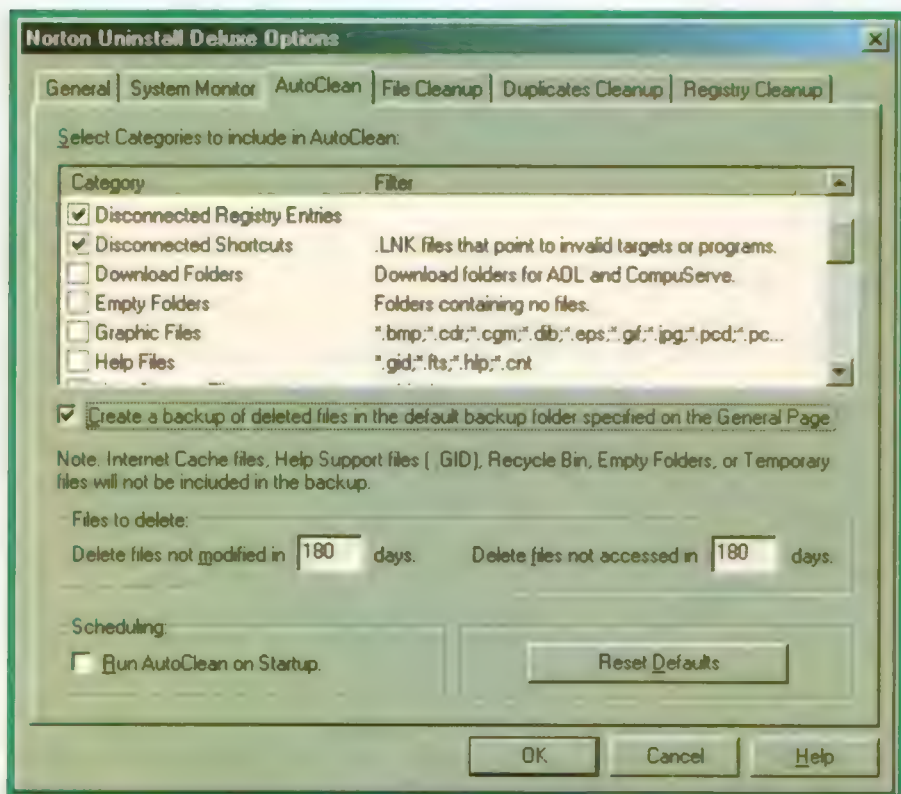 Norton Uninstall Deluxe Options
General System Monitor AutoClean File Cleanup Duplicates Cleanup Registry Cleanup
Select Categories to include in AutoClean:
Category Filter
Disconnected Registry Entries
Disconnected Shortcuts .LNK files that point to invalid targets or programs.
Download Folders Download folders for AOL and CompuServe.
Empty Folders Folders containing no files.
Graphic Files *.bmp;*.cdr;*.cgm;*.dib;*.eps;*.gif;*.jpg;*.pcd;*.pc...
Help Files *.gid;*.fts;*.hlp;*.cnt
Create a backup of deleted files in the default backup folder specified on the General Page
Note. Internet Cache files, Help Support files ( .GID), Recycle Bin, Empty Folders, or Temporary
files will not be included in the backup.
Files to delete:
Delete files not modified in 180 days. Delete files not accessed in 180 days.
Scheduling:
Run AutoClean on Startup.
Reset Defaults
OK Cancel Help